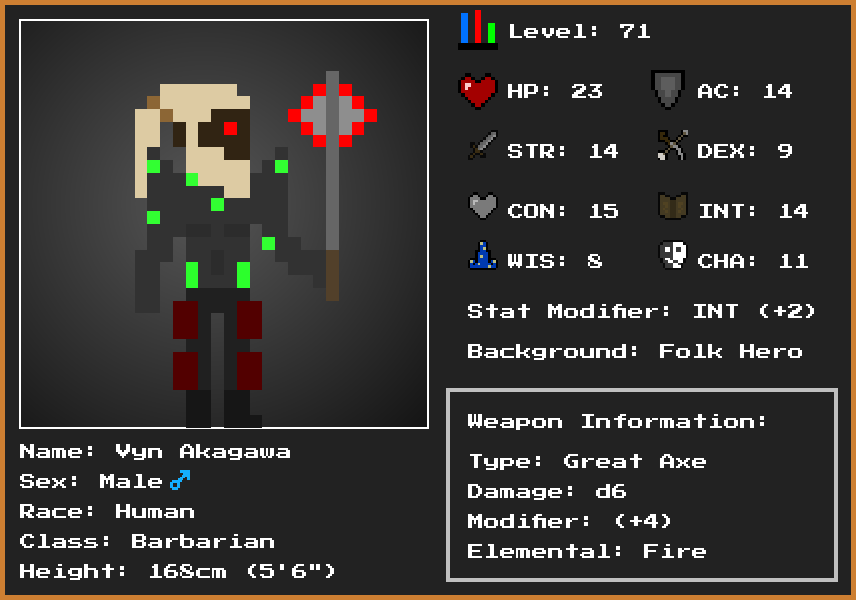 Level: 71
HP: 23
AC: 14
STR: 14
DEX: 9
CON: 15
INT: 14
WIS: 8
CHA: 11
Stat Modifier: INT (+2)
Background: Folk Hero
Weapon Information:
Type: Great Axe
Damage: d6
Modifier: (+4)
Elemental: Fire
Name: Vyn Akagawa
Sex: Male ♂
Race: Human
Class: Barbarian
Height: 168cm (5'6")